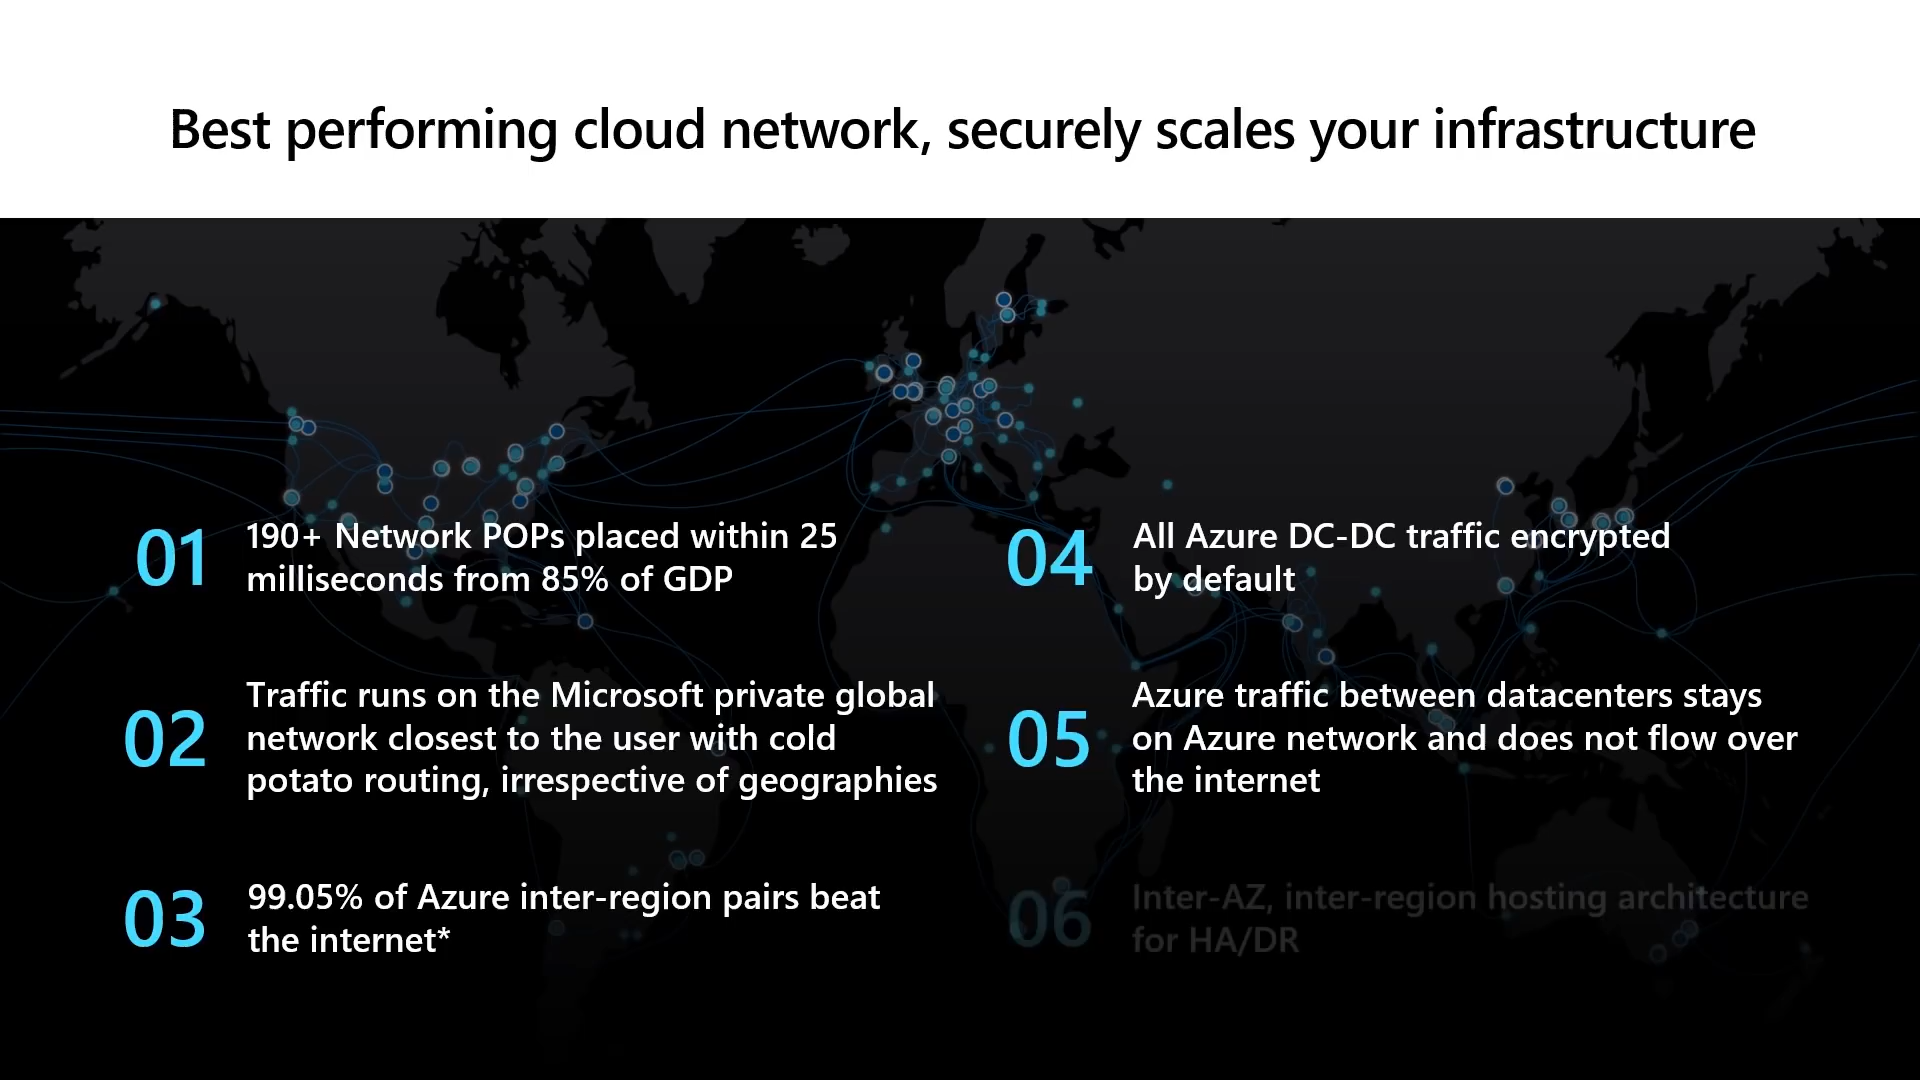 Best performing cloud network, securely scales your infrastructure
01
190+ Network POPs placed within 25
milliseconds from 85% of GDP
02
Traffic runs on the Microsoft private global
network closest to the user with cold
potato routing, irrespective of geographies
03
99.05% of Azure inter-region pairs beat
the internet*
04
All Azure DC-DC traffic encrypted
by default
05
Azure traffic between datacenters stays
on Azure network and does not flow over
the internet
06
Inter-AZ, inter-region hosting architecture
for HA/DR